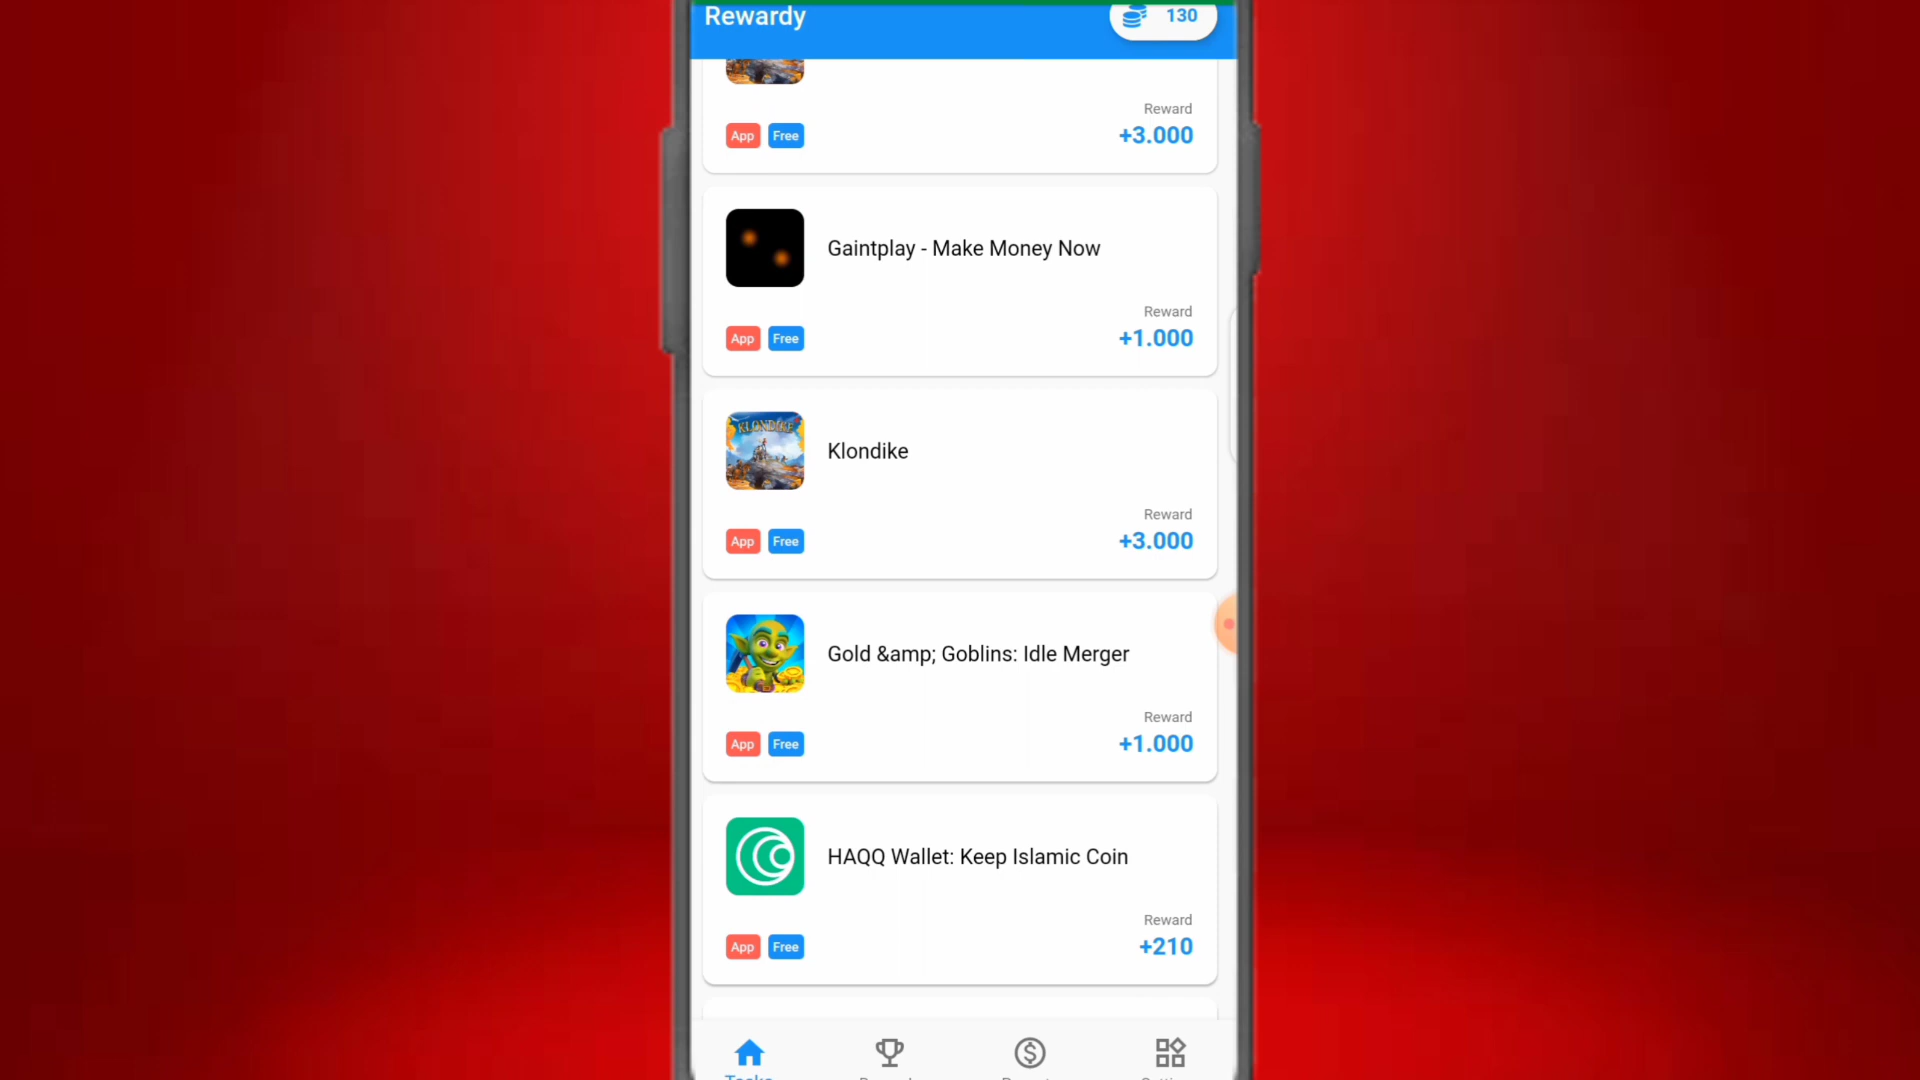 Rewardy
130
Reward
App Free
+3.000
Gaintplay - Make Money Now
Reward
App Free
+1.000
KLONDIKE
Klondike
Reward
App Free
+3.000
Gold &amp; Goblins: Idle Merger
Reward
App Free
+1.000
HAQQ Wallet: Keep Islamic Coin
Reward
App Free
+210
Tasks